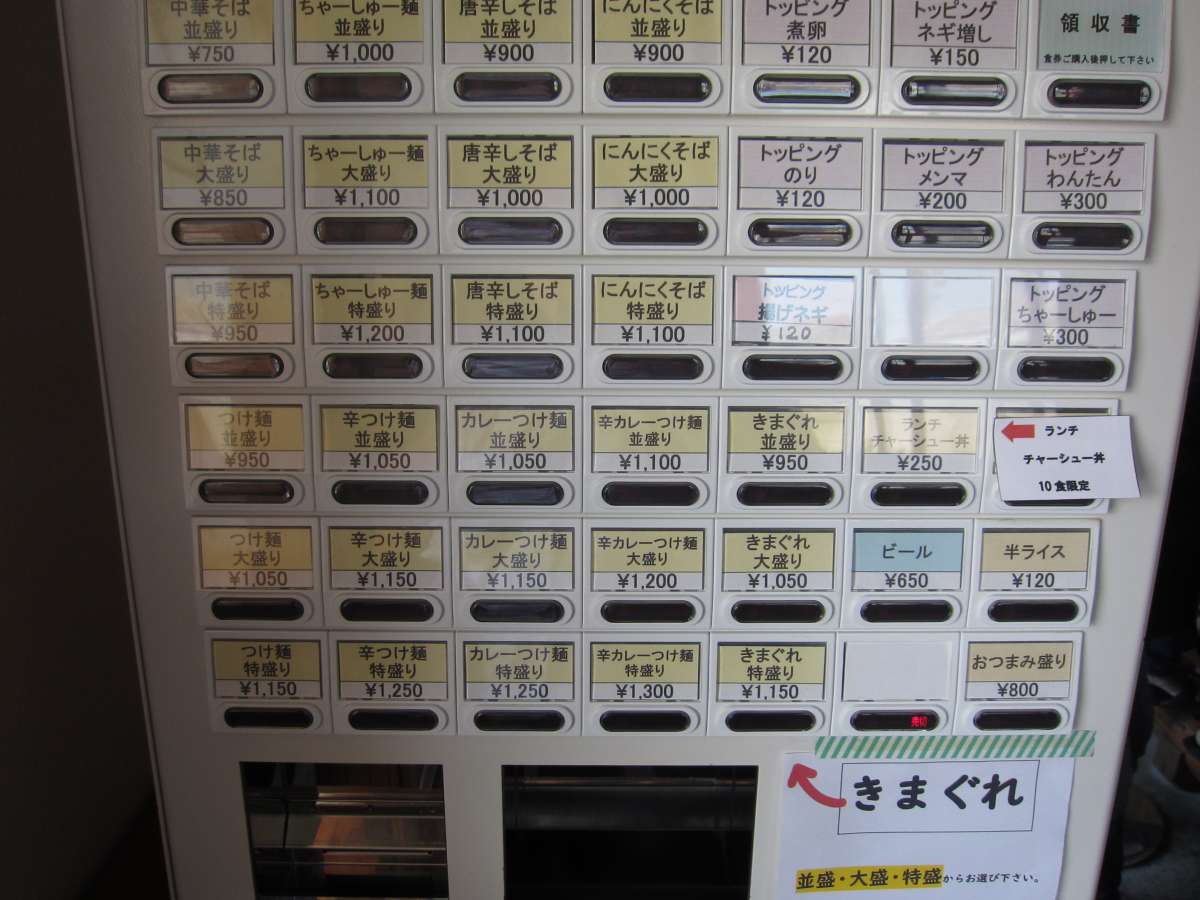 中華そば
並盛り
¥750
ちゃーしゅー麺
並盛り
¥1,000
唐辛しそば
並盛り
¥900
にんにくそば
並盛り
¥900
トッピング
煮卵
¥120
トッピング
ネギ増し
¥150
領収書
食券ご購入後押して下さい
中華そば
大盛り
¥850
ちゃーしゅー麺
大盛り
¥1,100
唐辛しそば
大盛り
¥1,000
にんにくそば
大盛り
¥1,000
トッピング
のり
¥120
トッピング
メンマ
¥200
トッピング
わんたん
¥300
中華そば
特盛り
¥950
ちゃーしゅー麺
特盛り
¥1,200
唐辛しそば
特盛り
¥1,100
にんにくそば
特盛り
¥1,100
トッピング
揚げネギ
¥120
トッピング
ちゃーしゅー
¥300
つけ麺
並盛り
¥950
辛つけ麺
並盛り
¥1,050
カレーつけ麺
並盛り
¥1,050
辛カレーつけ麺
並盛り
¥1,100
きまぐれ
並盛り
¥950
ランチ
チャーシュー丼
¥250
ランチ
チャーシュー丼
10食限定
つけ麺
大盛り
¥1,050
辛つけ麺
大盛り
¥1,150
カレーつけ麺
大盛り
¥1,150
辛カレーつけ麺
大盛り
¥1,200
きまぐれ
大盛り
¥1,050
ビール
¥650
半ライス
¥120
つけ麺
特盛り
¥1,150
辛つけ麺
特盛り
¥1,250
カレーつけ麺
特盛り
¥1,250
辛カレーつけ麺
特盛り
¥1,300
きまぐれ
特盛り
¥1,150
売切
おつまみ盛り
¥800
きまぐれ
並盛・大盛・特盛からお選び下さい。